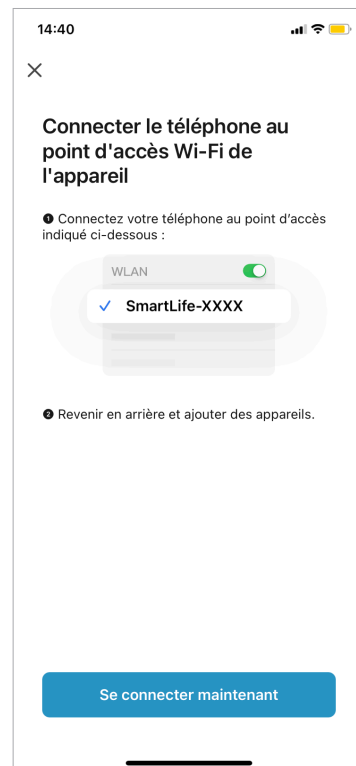 14:40
Connecter le téléphone au
point d'accès Wi-Fi de
l'appareil
❶ Connectez votre téléphone au point d’accès
indiqué ci-dessous :
WLAN
✓ SmartLife-XXXX
❷ Revenir en arrière et ajouter des appareils.
Se connecter maintenant